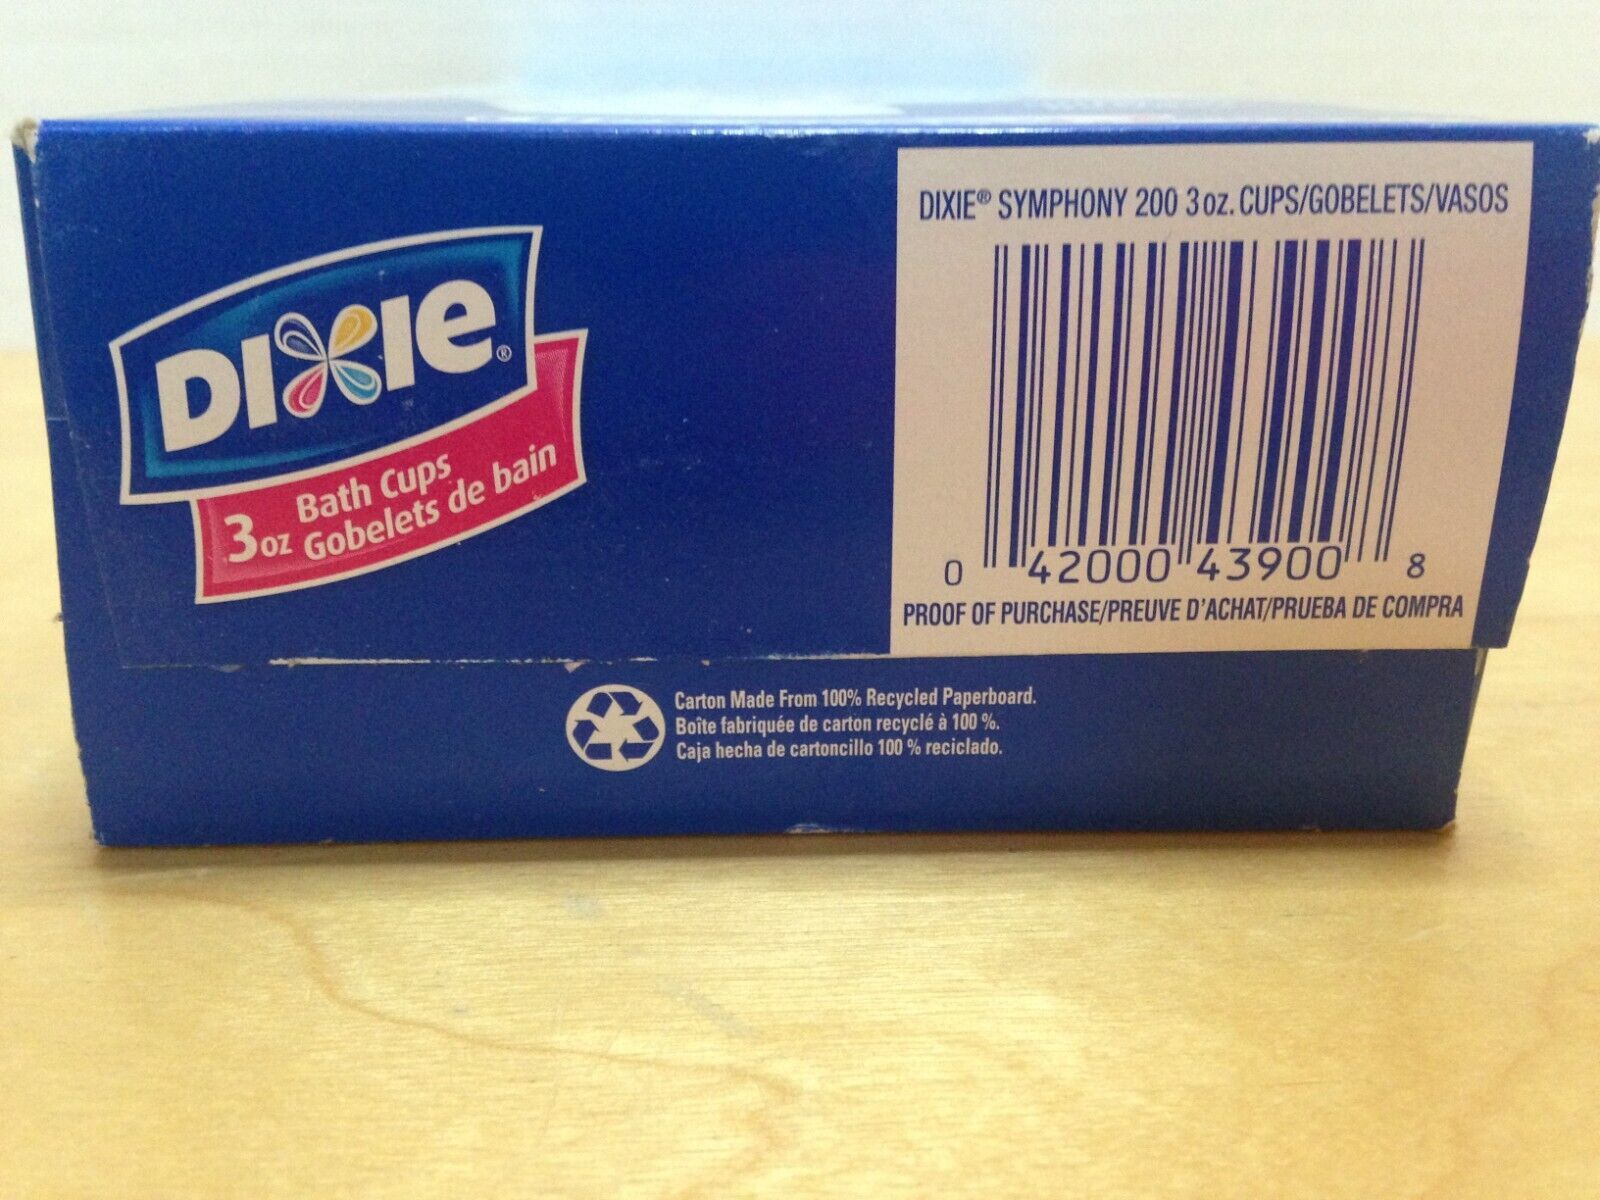 DIXIE®
Bath Cups
3oz Gobelets de bain
DIXIE® SYMPHONY 200 3 oz. CUPS/GOBELETS/VASOS
0 42000 43900 8
PROOF OF PURCHASE/PREUVE D'ACHAT/PRUEBA DE COMPRA
Carton Made From 100% Recycled Paperboard.
Boîte fabriquée de carton recyclé à 100 %.
Caja hecha de cartoncillo 100 % reciclado.